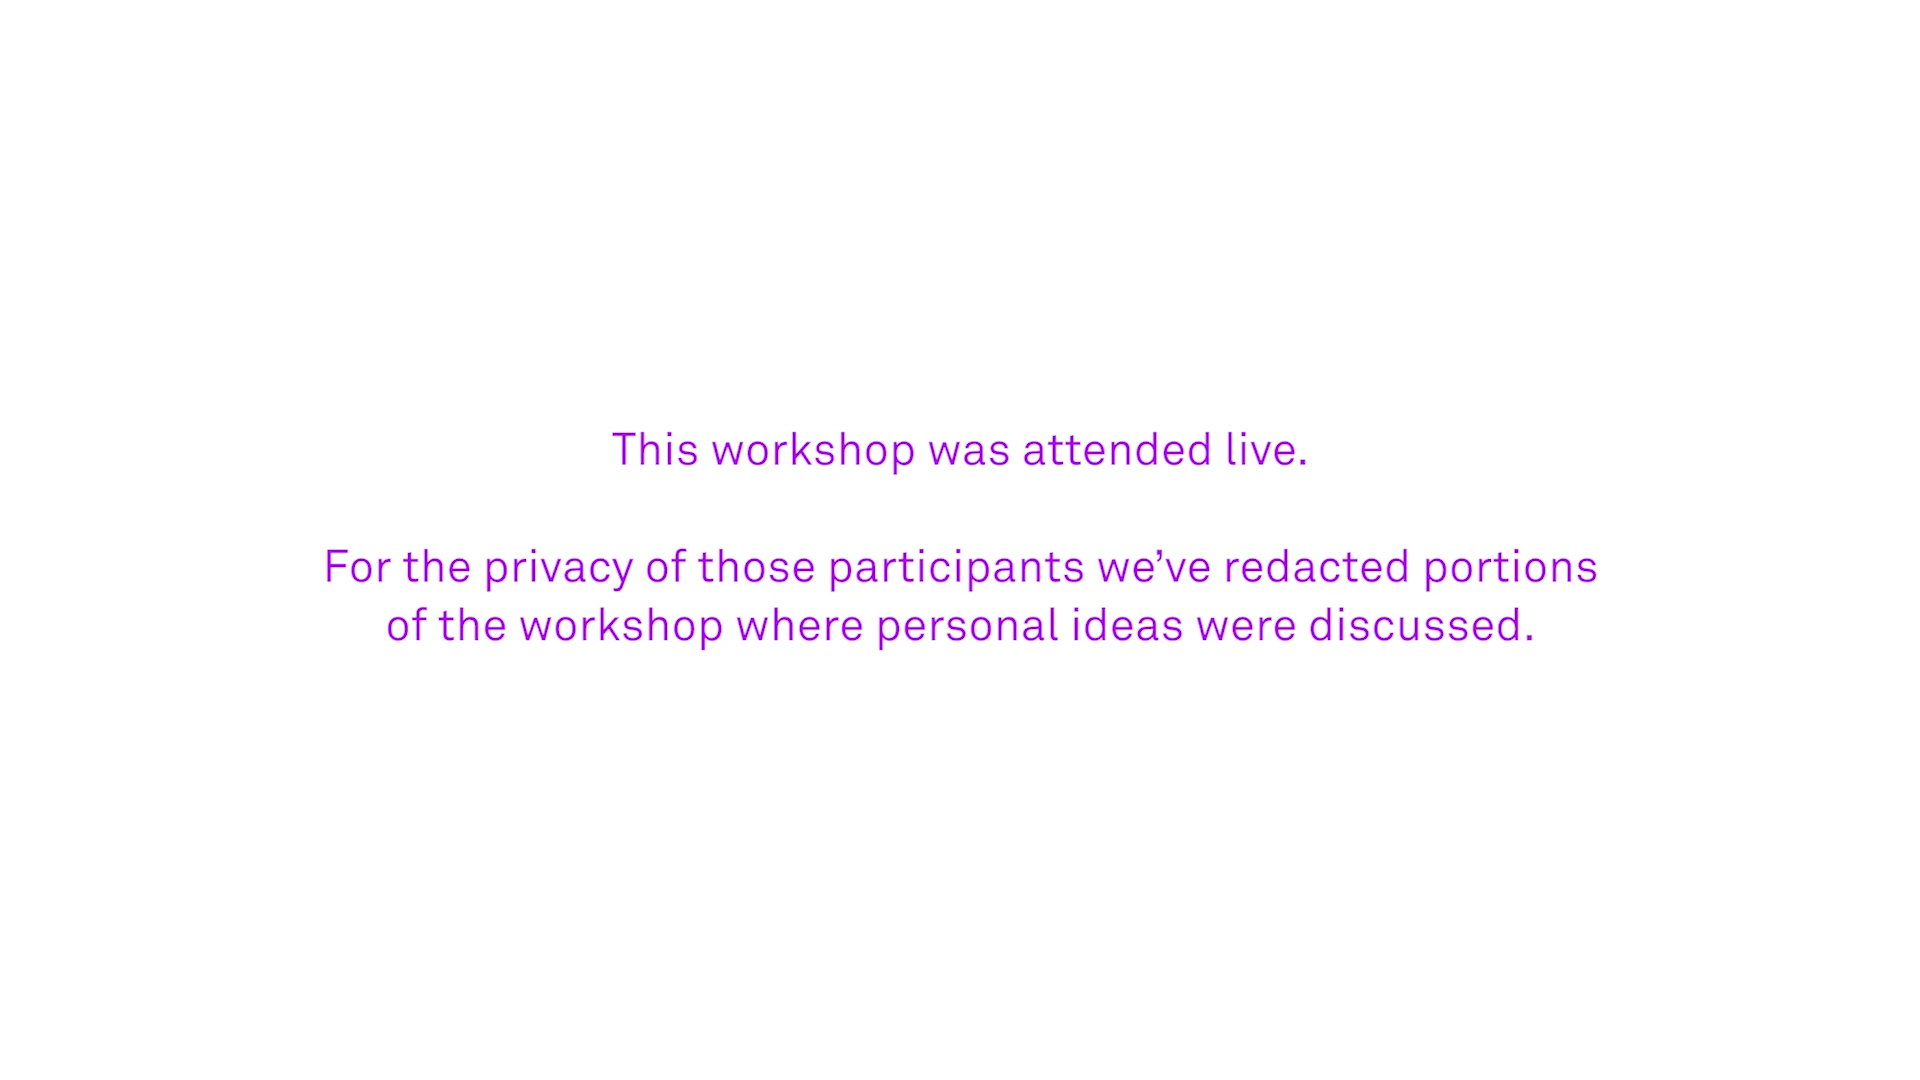 This workshop was attended live.
For the privacy of those participants we’ve redacted portions
of the workshop where personal ideas were discussed.